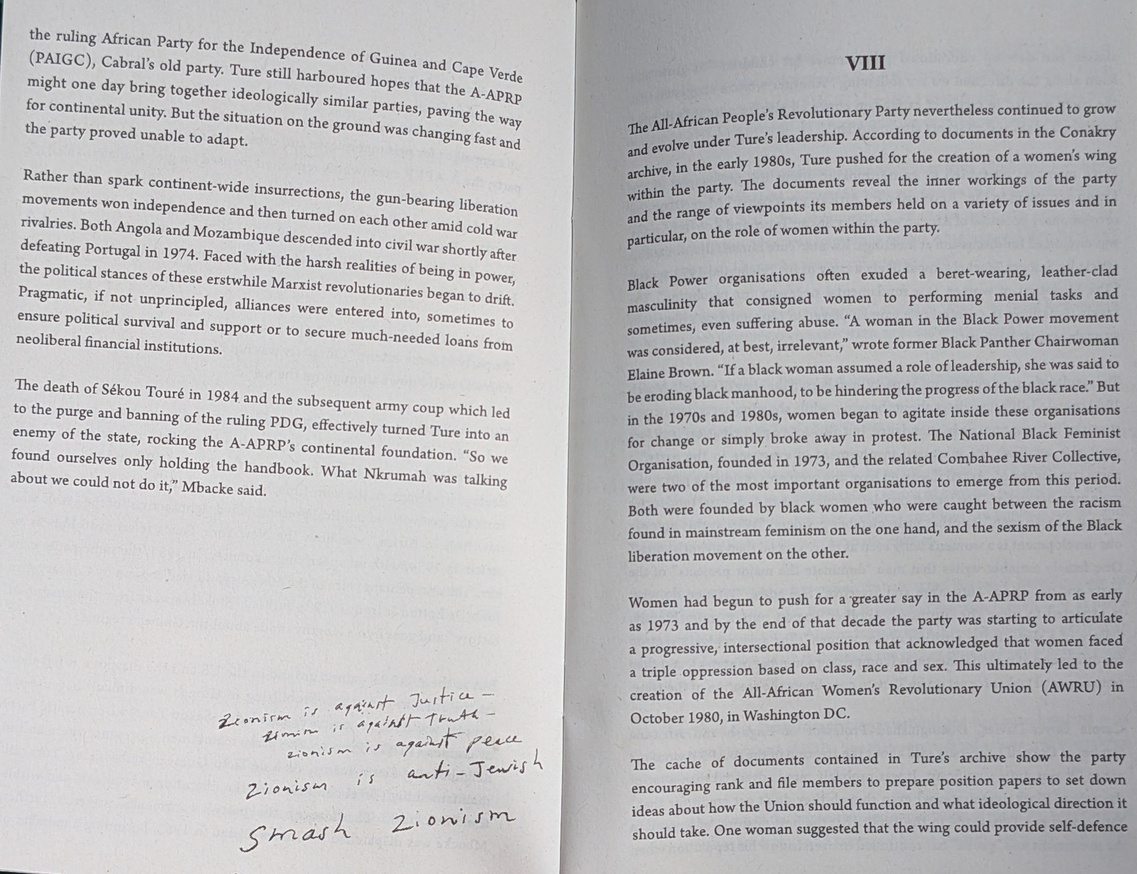 the ruling African Party for the Independence of Guinea and Cape Verde
(PAIGC), Cabral's old party. Ture still harboured hopes that the A-APRP
might one day bring together ideologically similar parties, paving the way
for continental unity. But the situation on the ground was changing fast and
the party proved unable to adapt.
Rather than spark continent-wide insurrections, the gun-bearing liberation
movements won independence and then turned on each other amid cold war
rivalries. Both Angola and Mozambique descended into civil war shortly after
defeating Portugal in 1974. Faced with the harsh realities of being in power,
the political stances of these erstwhile Marxist revolutionaries began to drift.
Pragmatic, if not unprincipled, alliances were entered into, sometimes to
ensure political survival and support or to secure much-needed loans from
neoliberal financial institutions.
The death of Sékou Touré in 1984 and the subsequent army coup which led
to the purge and banning of the ruling PDG, effectively turned Ture into an
enemy of the state, rocking the A-APRP's continental foundation. "So we
found ourselves only holding the handbook. What Nkrumah was talking
about we could not do it," Mbacke said.
Zionism is against Justice –
Zionism is against Truth –
zionism is against peace
Zionism is anti-Jewish
Smash Zionism
VIII
The All-African People's Revolutionary Party nevertheless continued to grow
and evolve under Ture's leadership. According to documents in the Conakry
archive, in the early 1980s, Ture pushed for the creation of a women's wing
within the party. The documents reveal the inner workings of the party
and the range of viewpoints its members held on a variety of issues and in
particular, on the role of women within the party.
Black Power organisations often exuded a beret-wearing, leather-clad
masculinity that consigned women to performing menial tasks and
sometimes, even suffering abuse. "A woman in the Black Power movement
was considered, at best, irrelevant," wrote former Black Panther Chairwoman
Elaine Brown. "If a black woman assumed a role of leadership, she was said to
be eroding black manhood, to be hindering the progress of the black race." But
in the 1970s and 1980s, women began to agitate inside these organisations
for change or simply broke away in protest. The National Black Feminist
Organisation, founded in 1973, and the related Combahee River Collective,
were two of the most important organisations to emerge from this period.
Both were founded by black women who were caught between the racism
found in mainstream feminism on the one hand, and the sexism of the Black
liberation movement on the other.
Women had begun to push for a greater say in the A-APRP from as early
as 1973 and by the end of that decade the party was starting to articulate
a progressive, intersectional position that acknowledged that women faced
a triple oppression based on class, race and sex. This ultimately led to the
creation of the All-African Women's Revolutionary Union (AWRU) in
October 1980, in Washington DC.
The cache of documents contained in Ture's archive show the party
encouraging rank and file members to prepare position papers to set down
ideas about how the Union should function and what ideological direction it
should take. One woman suggested that the wing could provide self-defence